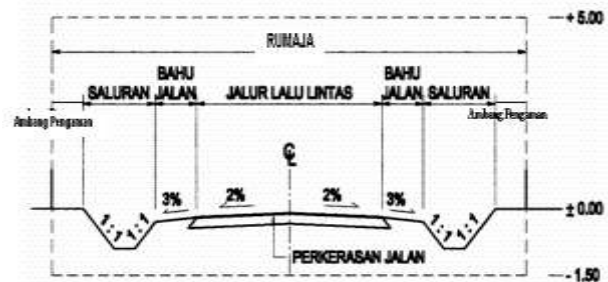 + 5.00
RUMAJA
SALURAN
BAHU JALAN
JALUR LALU LINTAS
BAHU JALAN
SALURAN
Ambang Pengaman
Ambang Pengaman
℄
3%
2%
2%
3%
± 0.00
1:1
1:1
1:1
1:1
PERKERASAN JALAN
- 1.50